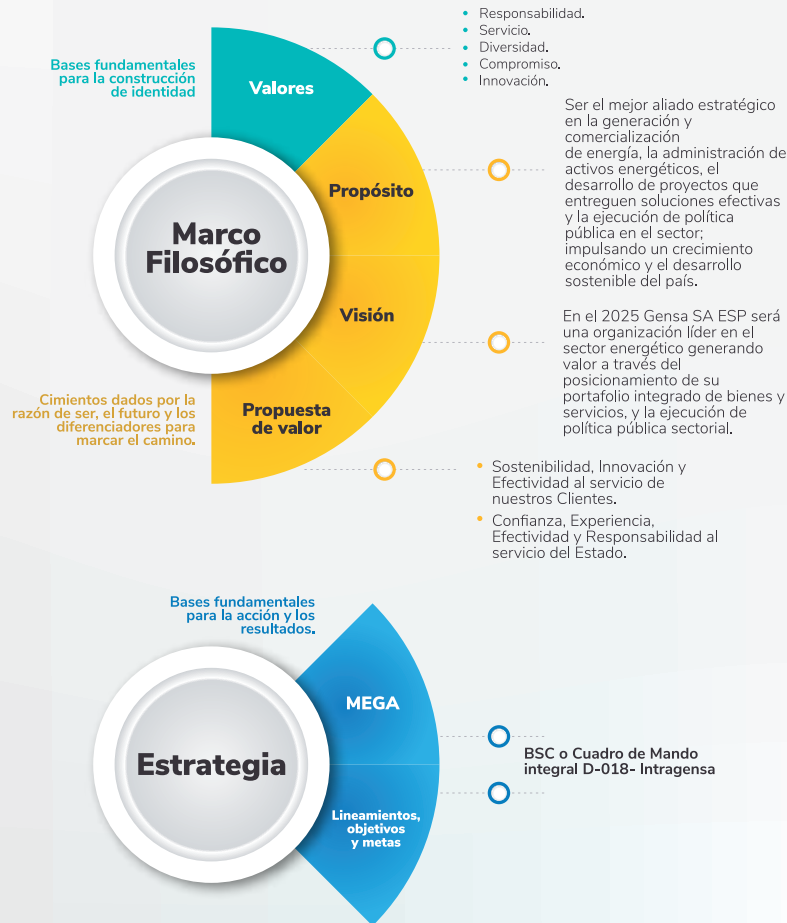 Bases fundamentales
para la construcción
de identidad
Valores
• Responsabilidad.
• Servicio.
• Diversidad.
• Compromiso.
• Innovación.
Marco
Filosófico
Propósito
Ser el mejor aliado estratégico
en la generación y
comercialización
de energía, la administración de
activos energéticos, el
desarrollo de proyectos que
entreguen soluciones efectivas
y la ejecución de política
pública en el sector;
impulsando un crecimiento
económico y el desarrollo
sostenible del país.
Visión
En el 2025 Gensa SA ESP será
una organización líder en el
sector energético generando
valor a través del
posicionamiento de su
portafolio integrado de bienes y
servicios, y la ejecución de
política pública sectorial.
Cimientos dados por la
razón de ser, el futuro y los
diferenciadores para
marcar el camino.
Propuesta
de valor
• Sostenibilidad, Innovación y
Efectividad al servicio de
nuestros Clientes.
• Confianza, Experiencia,
Efectividad y Responsabilidad al
servicio del Estado.
Bases fundamentales
para la acción y los
resultados.
Estrategia
MEGA
Lineamientos,
objetivos
y metas
BSC o Cuadro de Mando
integral D-018- Intragensa